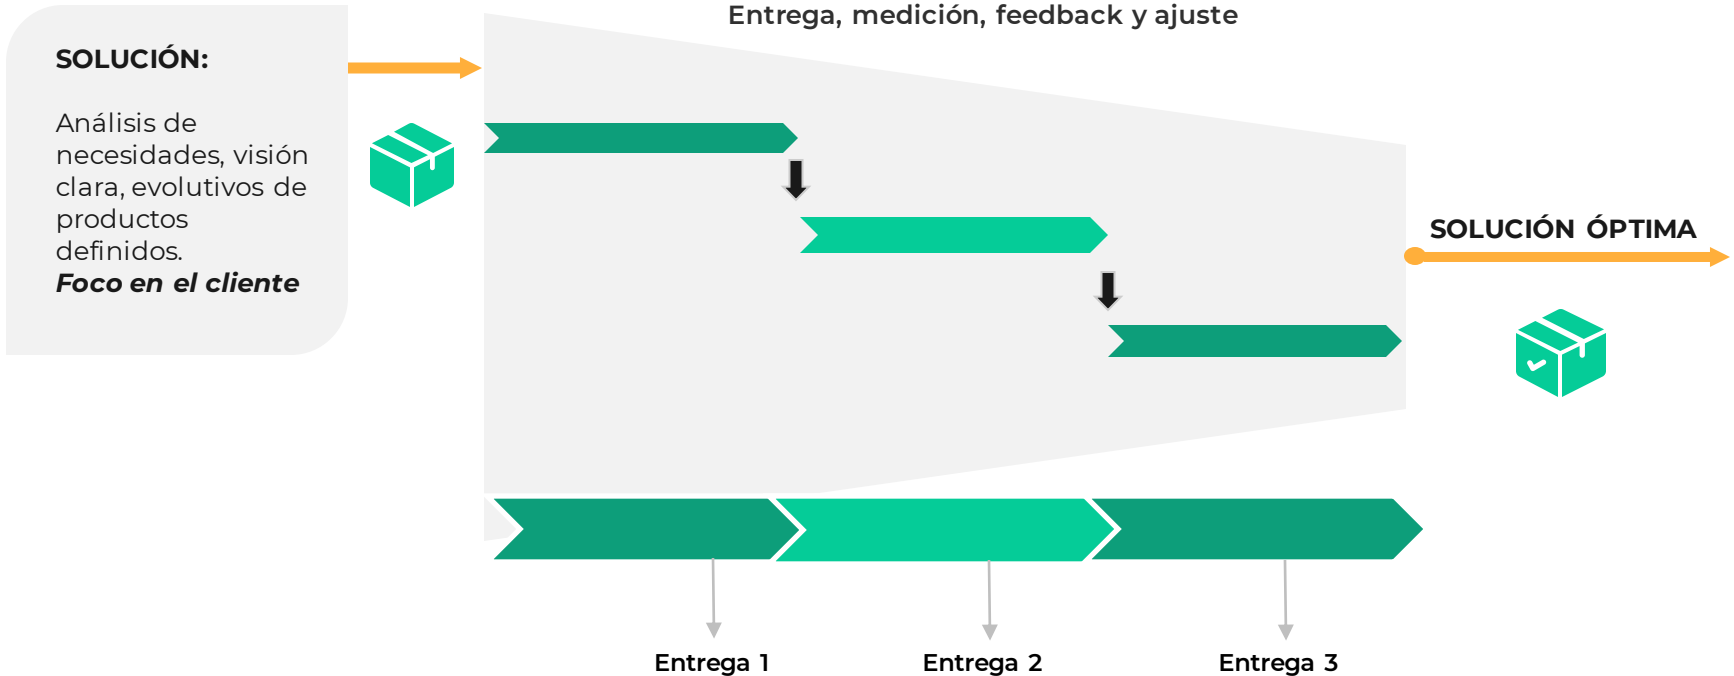 Entrega, medición, feedback y ajuste
SOLUCIÓN:
Análisis de
necesidades, visión
clara, evolutivos de
productos
definidos.
Foco en el cliente
SOLUCIÓN ÓPTIMA
Entrega 1
Entrega 2
Entrega 3